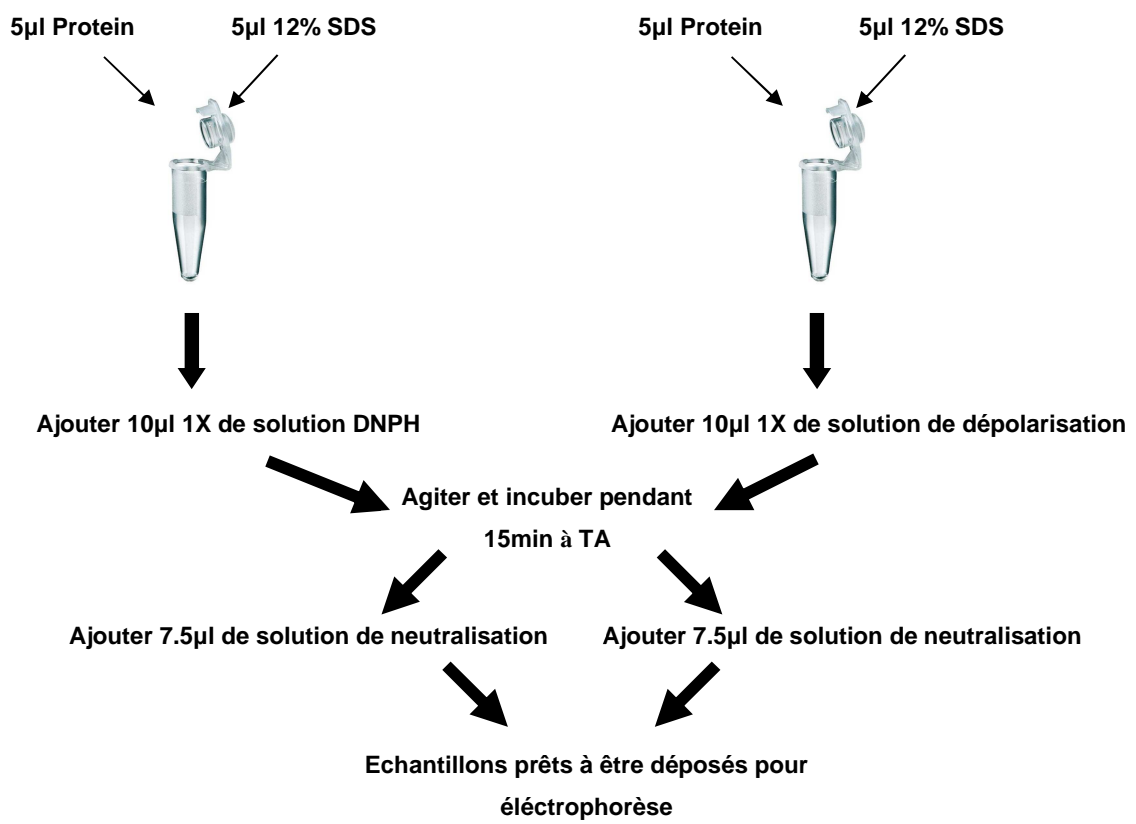 5µl Protein 5µl 12% SDS 5µl Protein 5µl 12% SDS
Ajouter 10µl 1X de solution DNPH Ajouter 10µl 1X de solution de dépolarisation
Agiter et incuber pendant
15min à TA
Ajouter 7.5µl de solution de neutralisation Ajouter 7.5µl de solution de neutralisation
Echantillons prêts à être déposés pour
éléctrophorèse